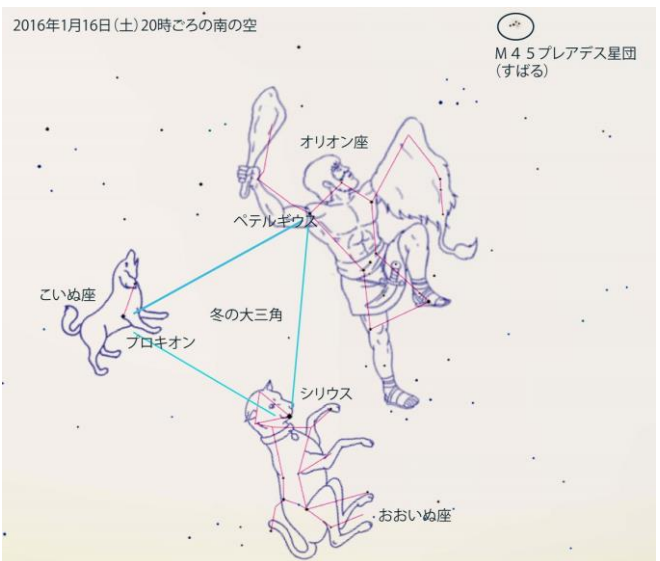 2016年1月16日(土)20時ごろの南の空
M45プレアデス星団
(すばる)
オリオン座
ペテルギウス
こいぬ座
冬の大三角
プロキオン
シリウス
おおいぬ座